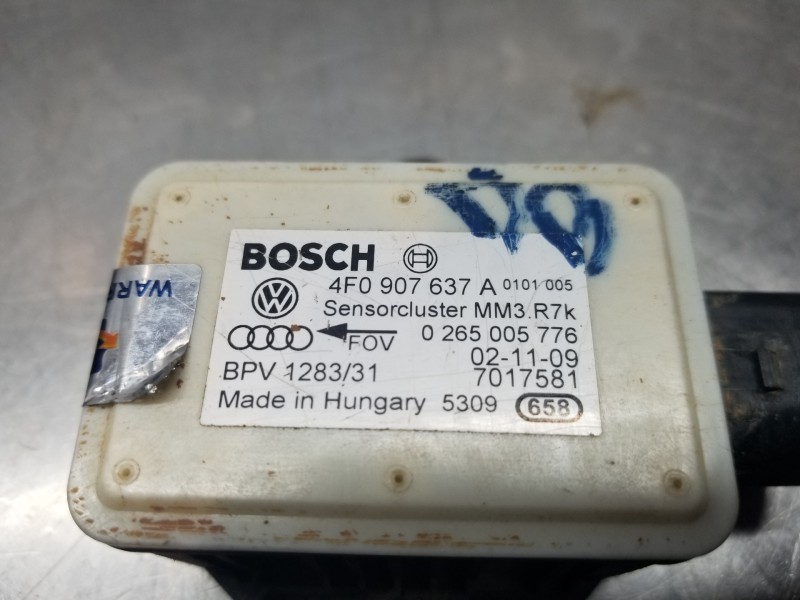 BOSCH
4F0 907 637 A 0101 005
Sensorcluster MM3.R7k
FOV 0 265 005 776
02-11-09
BPV 1283/31 7017581
Made in Hungary 5309 658
WARR